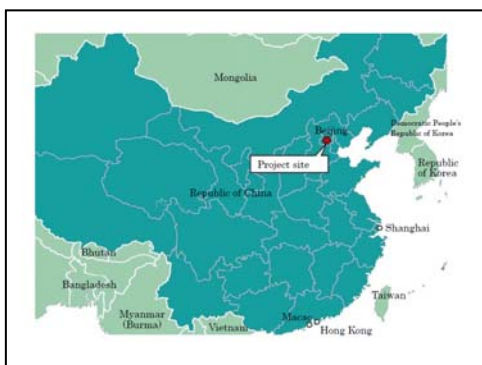 Mongolia
Democratic People's
Republic of Korea
Beijing
Project site
Republic
of Korea
Republic of China
Shanghai
Bhutan
Bangladesh
Taiwan
Myanmar
(Burma)
Vietnam
Macao
Hong Kong